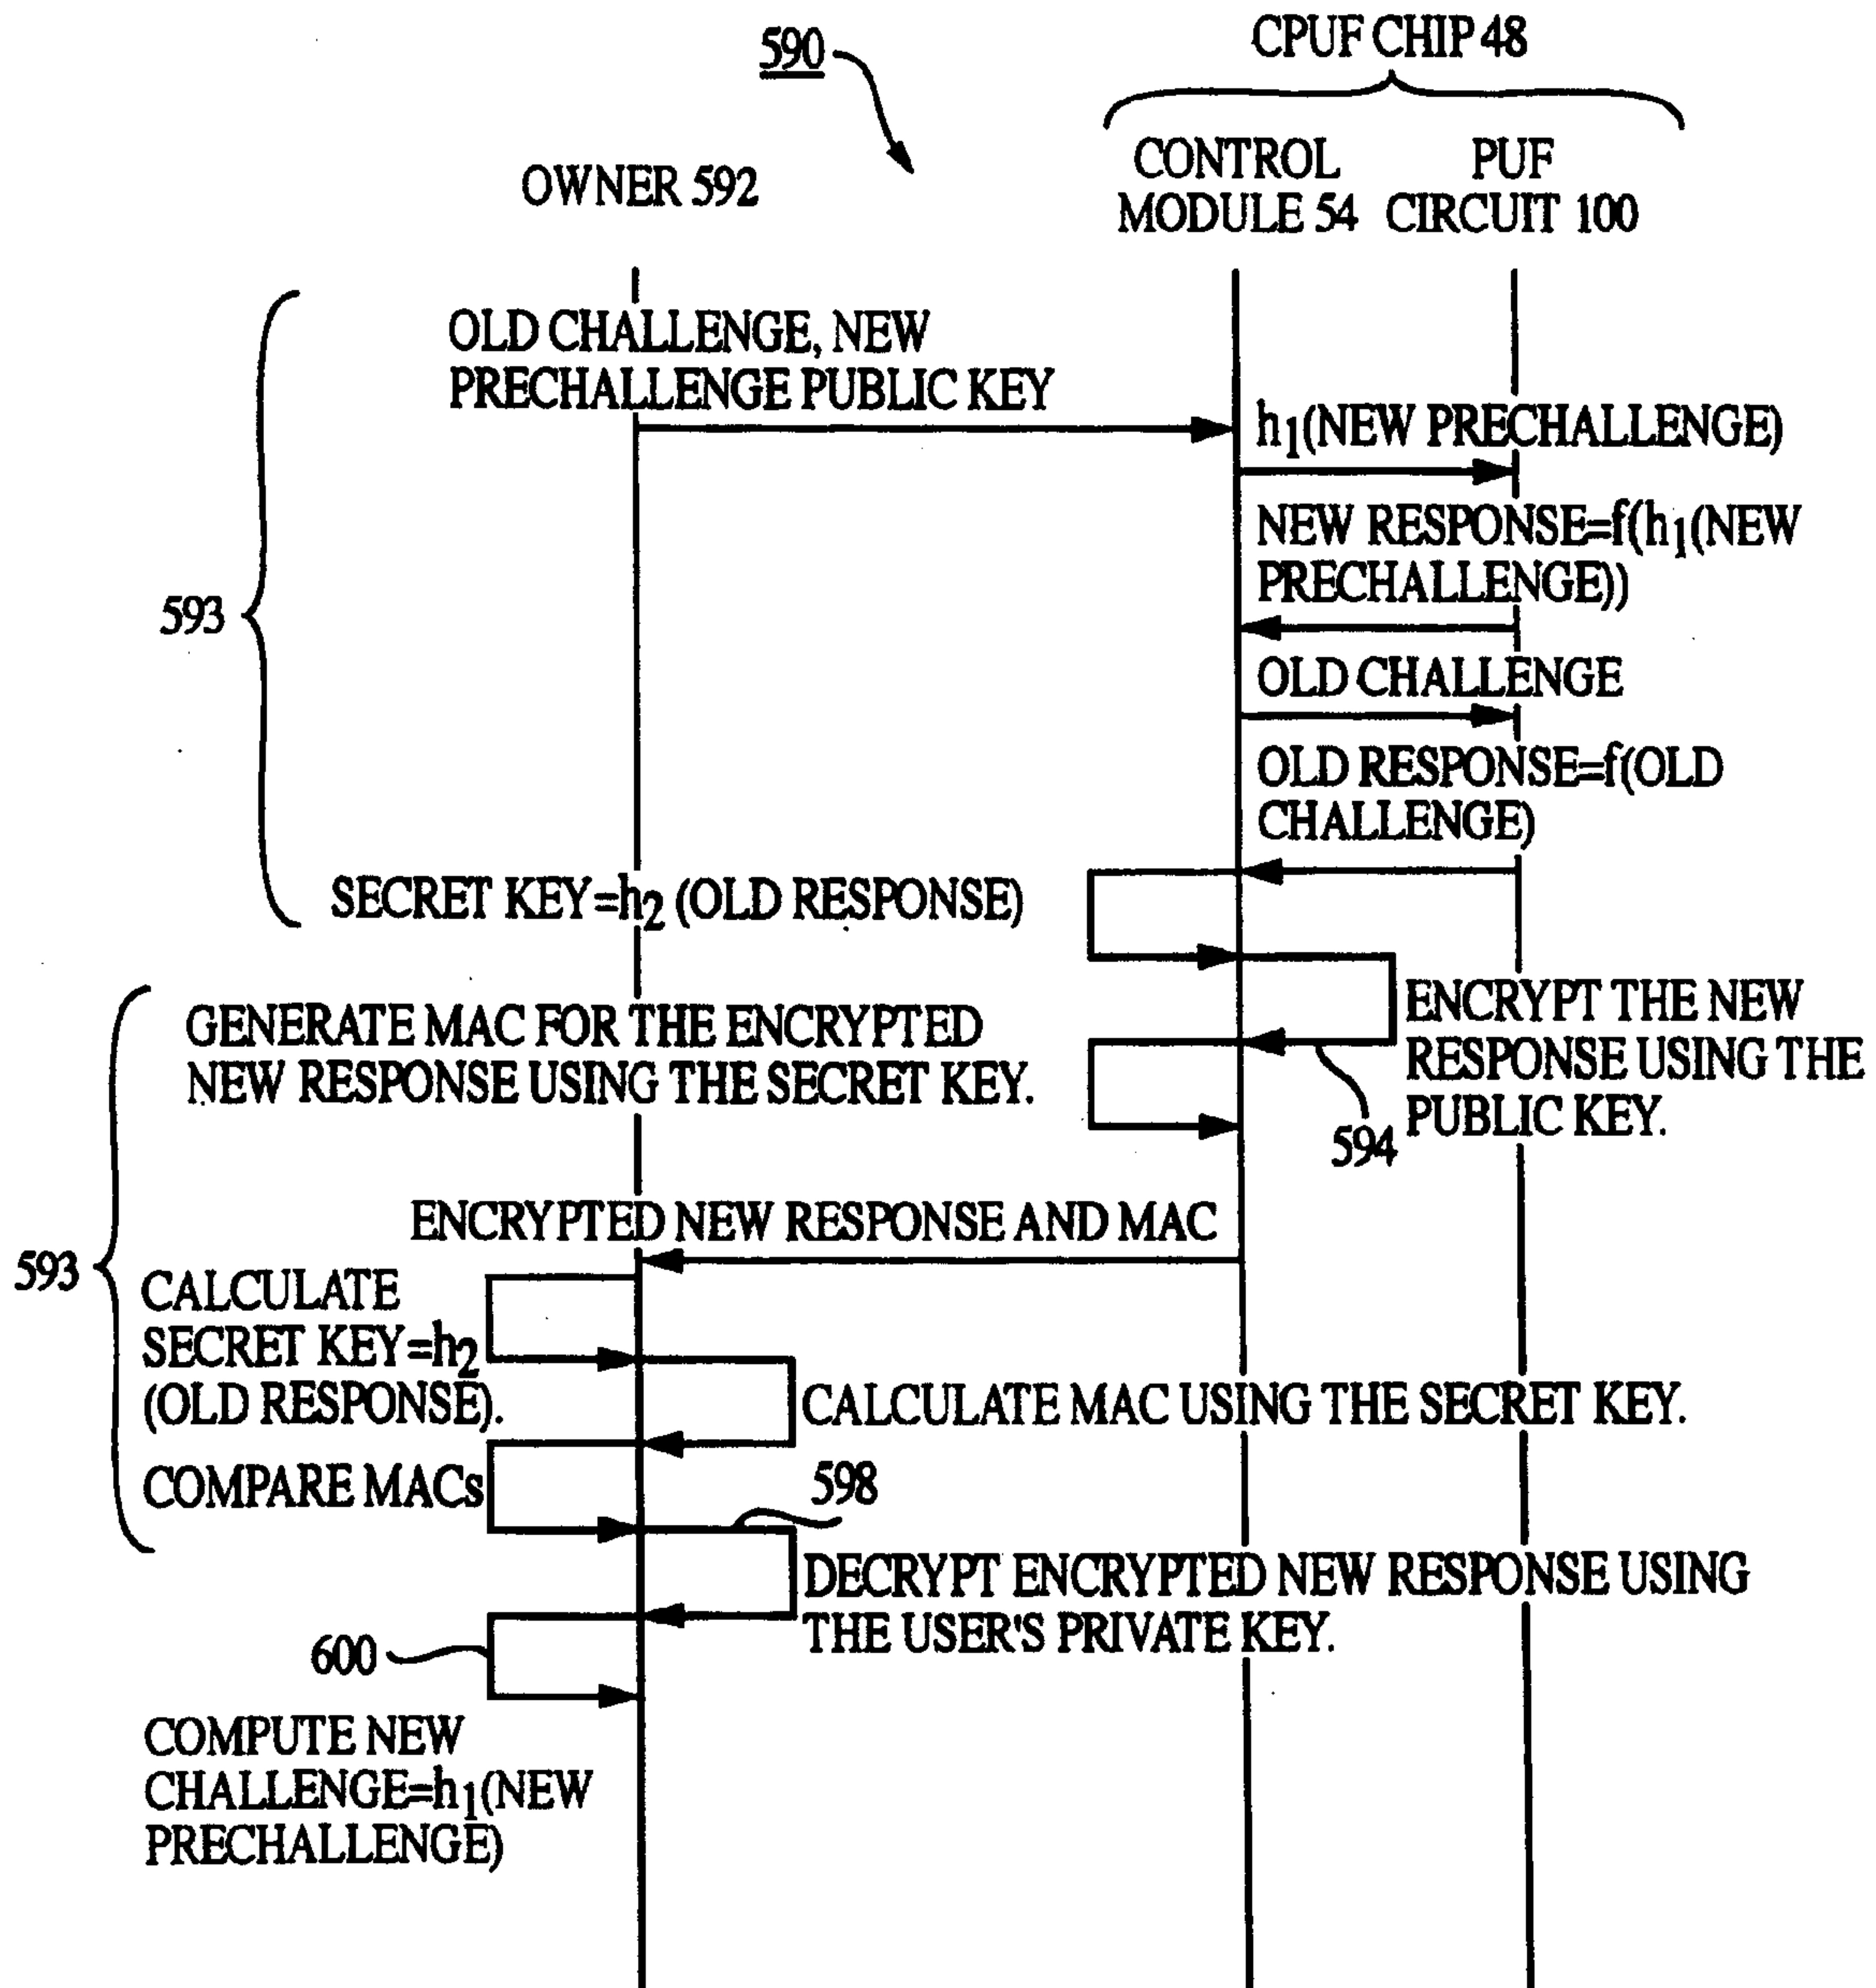 590
CPUF CHIP 48
OWNER 592
CONTROL
MODULE 54
PUF
CIRCUIT 100
593
OLD CHALLENGE, NEW
PRECHALLENGE PUBLIC KEY
h1(NEW PRECHALLENGE)
NEW RESPONSE=f(h1(NEW
PRECHALLENGE))
OLD CHALLENGE
OLD RESPONSE=f(OLD
CHALLENGE)
SECRET KEY=h2 (OLD RESPONSE)
ENCRYPT THE NEW
RESPONSE USING THE
PUBLIC KEY.
594
593
GENERATE MAC FOR THE ENCRYPTED
NEW RESPONSE USING THE SECRET KEY.
ENCRYPTED NEW RESPONSE AND MAC
CALCULATE
SECRET KEY=h2
(OLD RESPONSE).
CALCULATE MAC USING THE SECRET KEY.
COMPARE MACs
598
DECRYPT ENCRYPTED NEW RESPONSE USING
THE USER'S PRIVATE KEY.
600
COMPUTE NEW
CHALLENGE=h1(NEW
PRECHALLENGE)